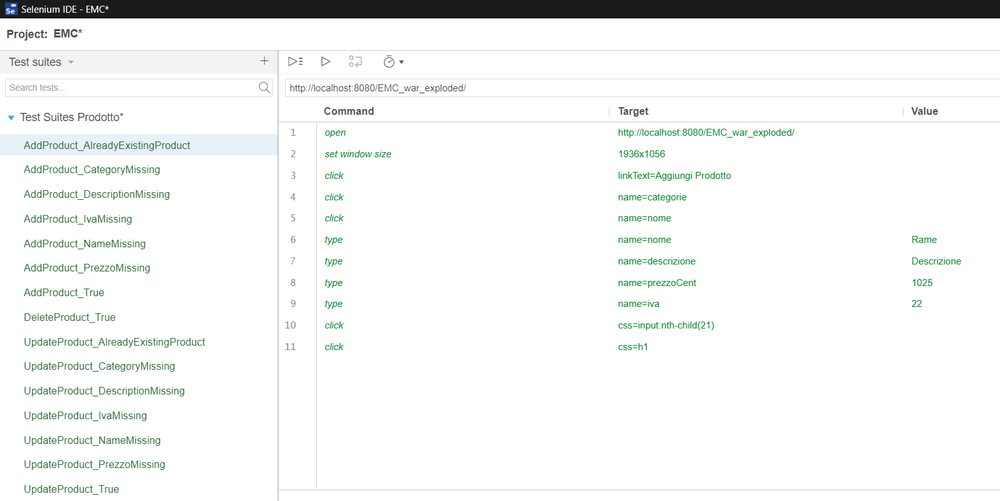 Selenium IDE - EMC*
Project: EMC*
Test suites
Search tests...
Test Suites Prodotto*
AddProduct_AlreadyExistingProduct
AddProduct_CategoryMissing
AddProduct_DescriptionMissing
AddProduct_IvaMissing
AddProduct_NameMissing
AddProduct_PrezzoMissing
AddProduct_True
DeleteProduct_True
UpdateProduct_AlreadyExistingProduct
UpdateProduct_CategoryMissing
UpdateProduct_DescriptionMissing
UpdateProduct_IvaMissing
UpdateProduct_NameMissing
UpdateProduct_PrezzoMissing
UpdateProduct_True
http://localhost:8080/EMC_war_exploded/
Command Target Value
1 open http://localhost:8080/EMC_war_exploded/
2 set window size 1936x1056
3 click linkText=Aggiungi Prodotto
4 click name=categorie
5 click name=nome
6 type name=nome Rame
7 type name=descrizione Descrizione
8 type name=prezzoCent 1025
9 type name=iva 22
10 click css=input:nth-child(21)
11 click css=h1